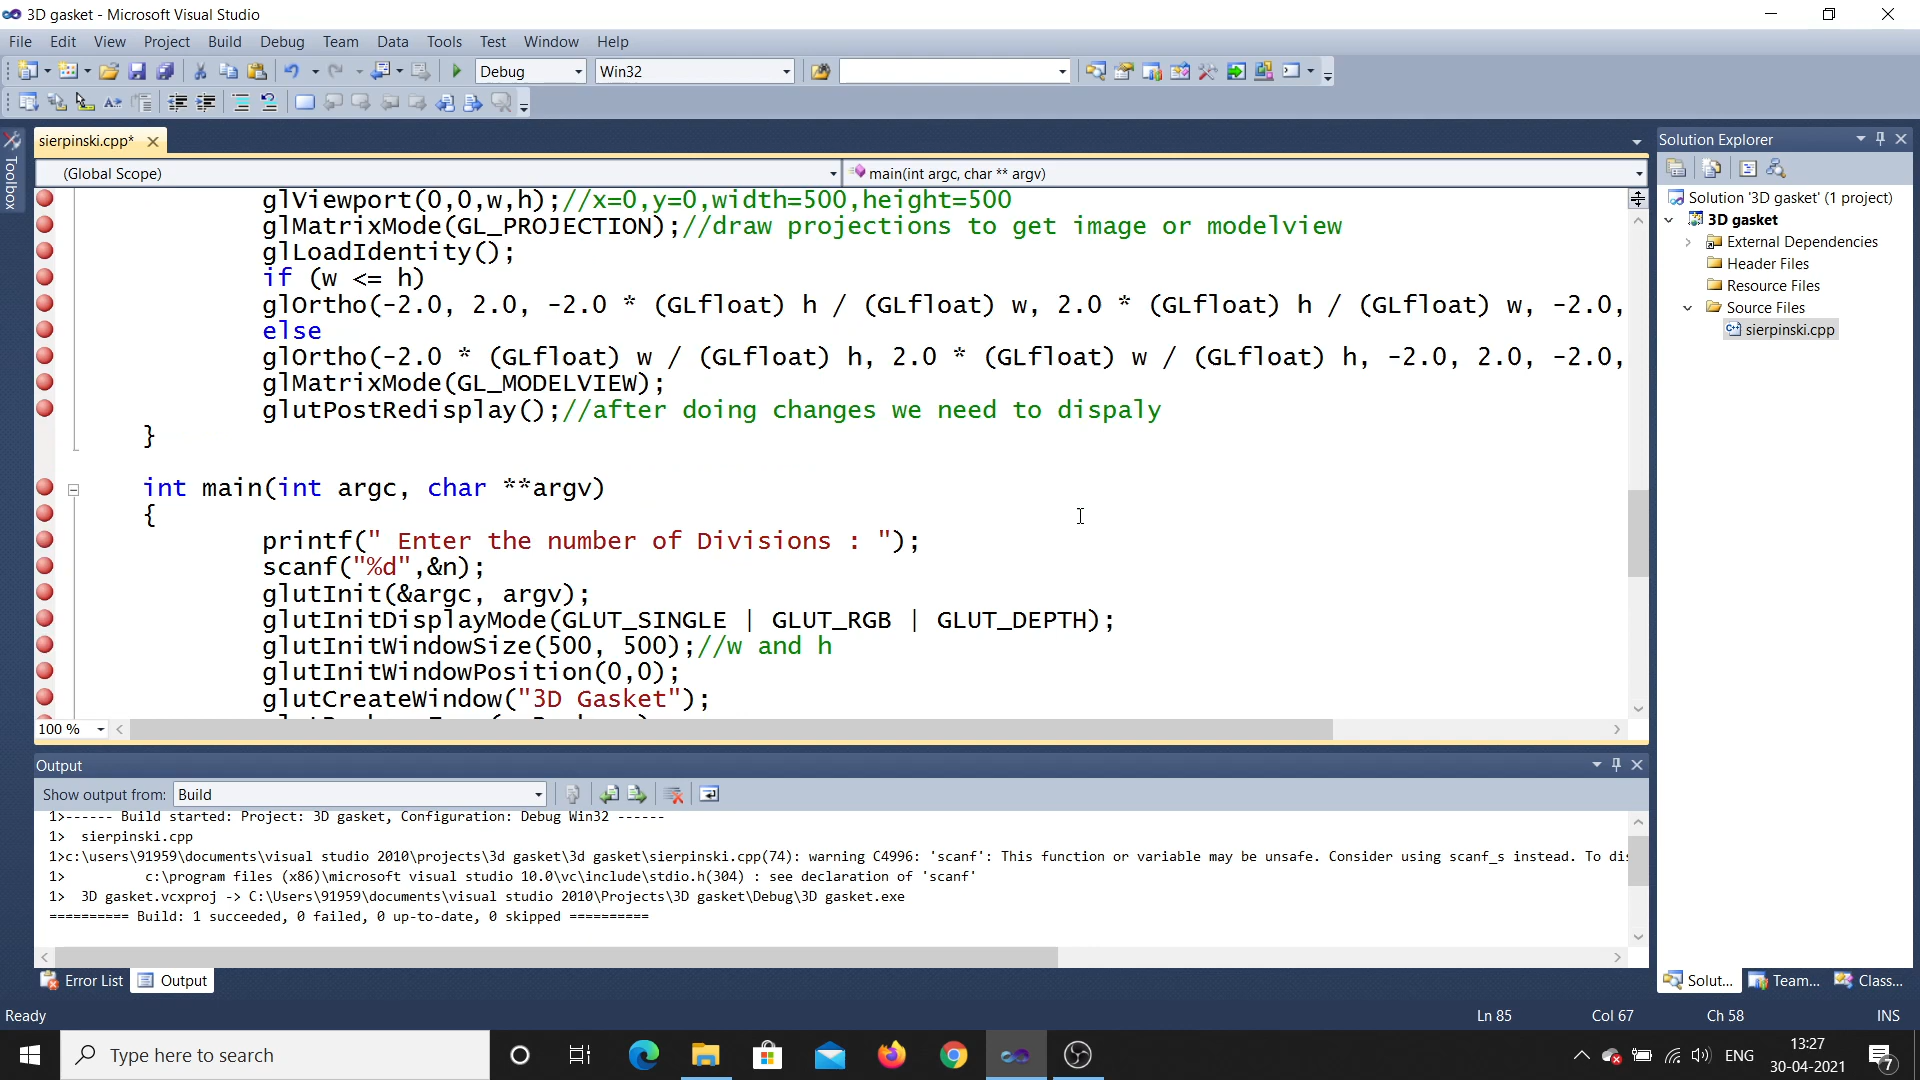 3D gasket - Microsoft Visual Studio
File Edit View Project Build Debug Team Data Tools Test Window Help
Debug Win32
sierpinski.cpp*
Toolbox
(Global Scope) main(int argc, char ** argv)
glViewport(0,0,w,h);//x=0,y=0,width=500,height=500
glMatrixMode(GL_PROJECTION);//draw projections to get image or modelview
glLoadIdentity();
if (w <= h)
glOrtho(-2.0, 2.0, -2.0 * (GLfloat) h / (GLfloat) w, 2.0 * (GLfloat) h / (GLfloat) w, -2.0,
else
glOrtho(-2.0 * (GLfloat) w / (GLfloat) h, 2.0 * (GLfloat) w / (GLfloat) h, -2.0, 2.0, -2.0,
glMatrixMode(GL_MODELVIEW);
glutPostRedisplay();//after doing changes we need to dispaly
}
int main(int argc, char **argv)
{
printf(" Enter the number of Divisions : ");
scanf("%d",&n);
glutInit(&argc, argv);
glutInitDisplayMode(GLUT_SINGLE | GLUT_RGB | GLUT_DEPTH);
glutInitWindowSize(500, 500);//w and h
glutInitWindowPosition(0,0);
glutCreateWindow("3D Gasket");
100 %
Solution Explorer
Solution '3D gasket' (1 project)
3D gasket
External Dependencies
Header Files
Resource Files
Source Files
sierpinski.cpp
Output
Show output from: Build
1>------ Build started: Project: 3D gasket, Configuration: Debug Win32 ------
1> sierpinski.cpp
1>c:\users\91959\documents\visual studio 2010\projects\3d gasket\3d gasket\sierpinski.cpp(74): warning C4996: 'scanf': This function or variable may be unsafe. Consider using scanf_s instead. To di
1> c:\program files (x86)\microsoft visual studio 10.0\vc\include\stdio.h(304) : see declaration of 'scanf'
1> 3D gasket.vcxproj -> C:\Users\91959\documents\visual studio 2010\Projects\3D gasket\Debug\3D gasket.exe
========== Build: 1 succeeded, 0 failed, 0 up-to-date, 0 skipped ==========
Error List Output
Solut... Team... Class...
Ready Ln 85 Col 67 Ch 58 INS
Type here to search
ENG
13:27
30-04-2021
7